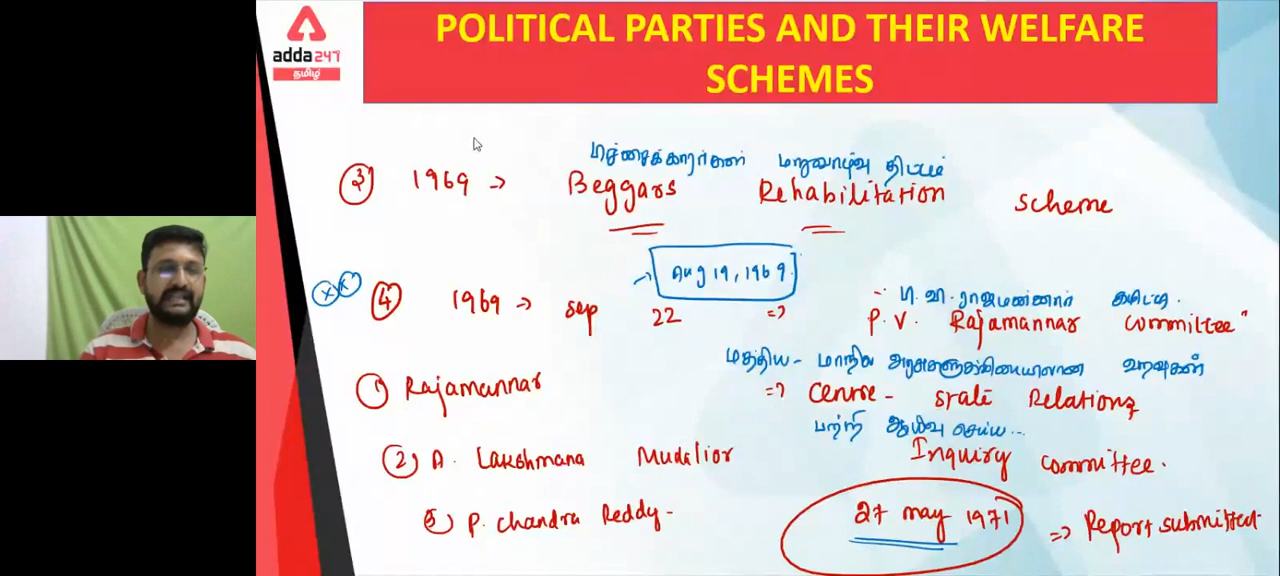 adda247
தமிழ்
POLITICAL PARTIES AND THEIR WELFARE
SCHEMES
பிச்சைக்காரர்கள் மறுவாழ்வு திட்டம்
③ 1969 → Beggars Rehabilitation scheme
→ Aug 19, 1969
④ 1969 → sep 22 ⇒
பி.வி. ராஜமன்னார் கமிட்டி.
P. V. Rajamannar committee"
மத்திய - மாநில அரசுகளுக்கிடையிலான உறவுகள்
① Rajamannar ⇒ Centre - state Relations
பற்றி ஆய்வு செய்ய...
② A. Lakshmana Mudalior Inquiry committee.
③ P. Chandra Reddy- 27 may 1971 ⇒ Report submitted.